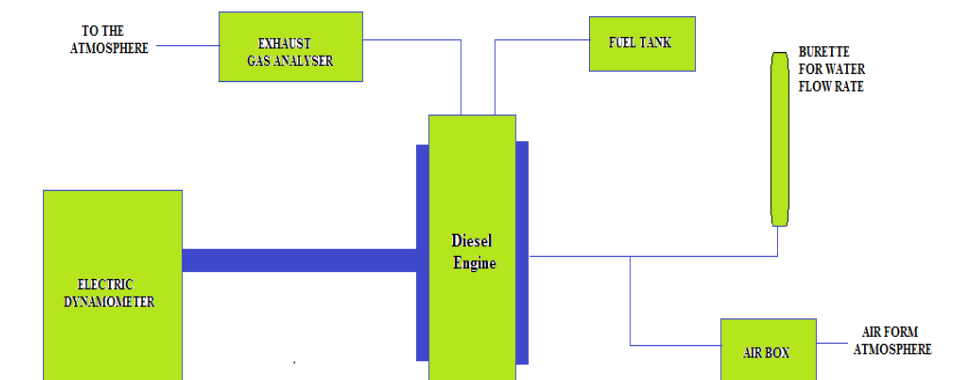 TO THE
ATMOSPHERE
EXHAUST
GAS ANALYSER
FUEL TANK
BURETTE
FOR WATER
FLOW RATE
Diesel
Engine
ELECTRIC
DYNAMOMETER
AIR BOX
AIR FORM
ATMOSPHERE